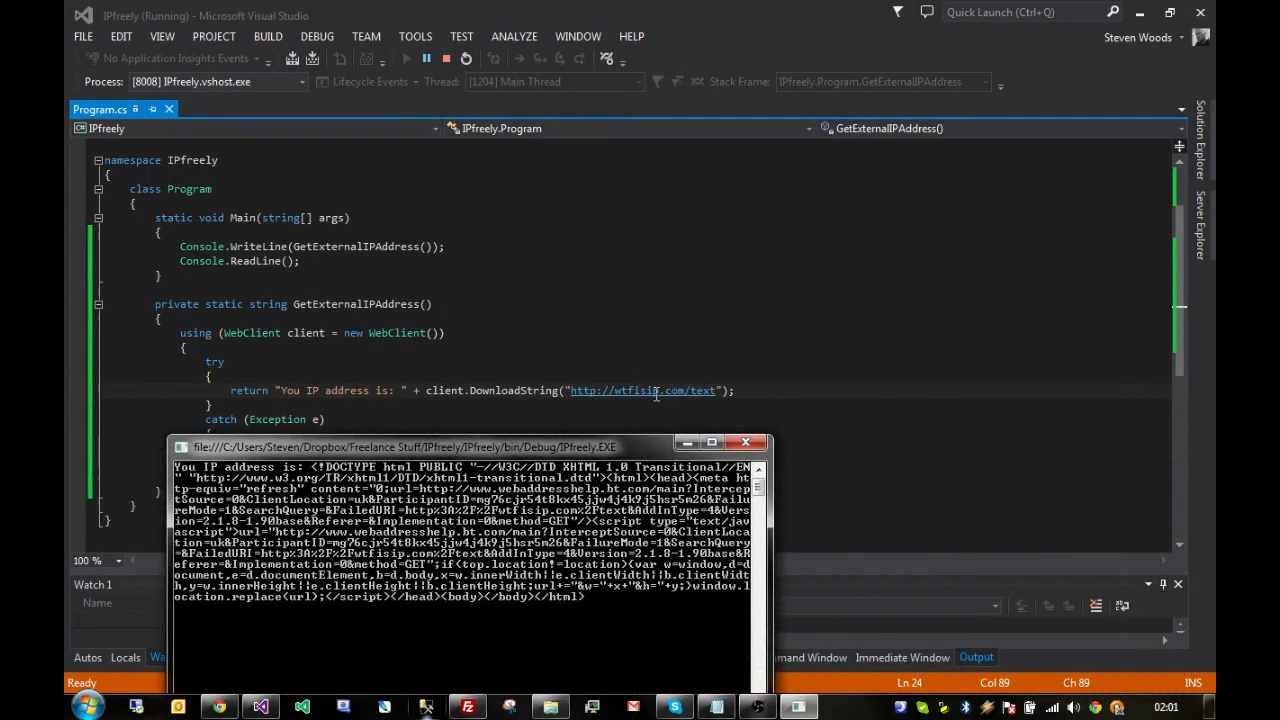 IPfreely (Running) - Microsoft Visual Studio
Quick Launch (Ctrl+Q)
FILE EDIT VIEW PROJECT BUILD DEBUG TEAM TOOLS TEST ANALYZE WINDOW HELP
Steven Woods
No Application Insights Events
Process: [8008] IPfreely.vshost.exe Lifecycle Events Thread: [1204] Main Thread Stack Frame: IPfreely.Program.GetExternalIPAddress
Program.cs
IPfreely IPfreely.Program GetExternalIPAddress()
Solution Explorer
Server Explorer
namespace IPfreely
{
class Program
{
static void Main(string[] args)
{
Console.WriteLine(GetExternalIPAddress());
Console.ReadLine();
}
private static string GetExternalIPAddress()
{
using (WebClient client = new WebClient())
{
try
{
return "You IP address is: " + client.DownloadString("http://wtfisip.com/text");
}
catch (Exception e)
}
}
}
file:///C:/Users/Steven/Dropbox/Freelance Stuff/IPfreely/IPfreely/bin/Debug/IPfreely.EXE
You IP address is: <!DOCTYPE html PUBLIC "-//W3C//DTD XHTML 1.0 Transitional//EN
" "http://www.w3.org/TR/xhtml1/DTD/xhtml1-transitional.dtd"><html><head><meta ht
tp-equiv="refresh" content="0;url=http://www.webaddresshelp.bt.com/main?Intercep
tSource=0&ClientLocation=uk&ParticipantID=mg76cjr54t8kx45jjw4j4k9j5hsr5m26&Failu
reMode=1&SearchQuery=&FailedURI=http%3A%2F%2Fwtfisip.com%2Ftext&AddInType=4&Vers
ion=2.1.8-1.90base&Referer=&Implementation=0&method=GET"/><script type="text/jav
ascript">url="http://www.webaddresshelp.bt.com/main?InterceptSource=0&ClientLoca
tion=uk&ParticipantID=mg76cjr54t8kx45jjw4j4k9j5hsr5m26&FailureMode=1&SearchQuery
=&FailedURI=http%3A%2F%2Fwtfisip.com%2Ftext&AddInType=4&Version=2.1.8-1.90base&R
eferer=&Implementation=0&method=GET";if(top.location!=location){var w=window,d=d
ocument,e=d.documentElement,b=d.body,x=w.innerWidth||e.clientWidth||b.clientWidt
h,y=w.innerHeight||e.clientHeight||b.clientHeight;url+="&w="+x+"&h="+y;}window.l
ocation.replace(url);</script></head><body></body></html>
100 %
Watch 1
Name
Autos Locals Wa mmand Window Immediate Window Output
Ready Ln 24 Col 89 Ch 89 INS
02:01